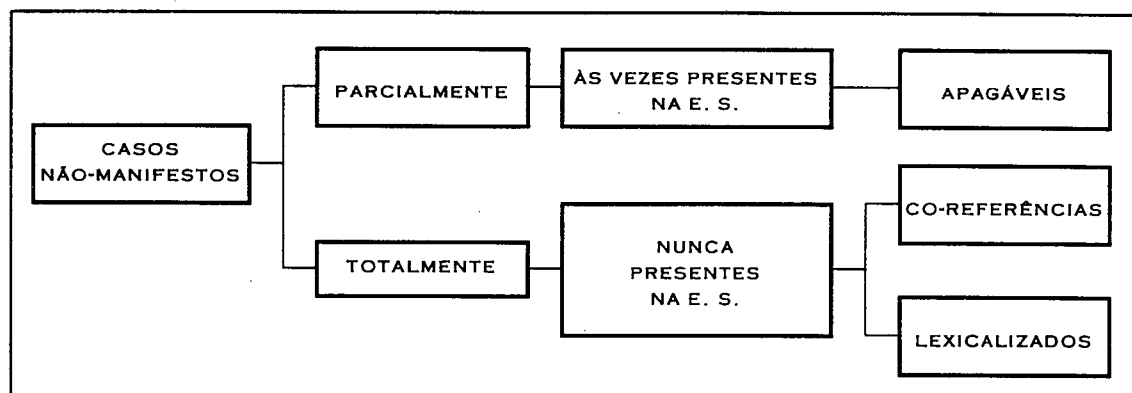 CASOS
NÃO-MANIFESTOS
PARCIALMENTE
ÀS VEZES PRESENTES
NA E. S.
APAGÁVEIS
TOTALMENTE
NUNCA
PRESENTES
NA E. S.
CO-REFERÊNCIAS
LEXICALIZADOS